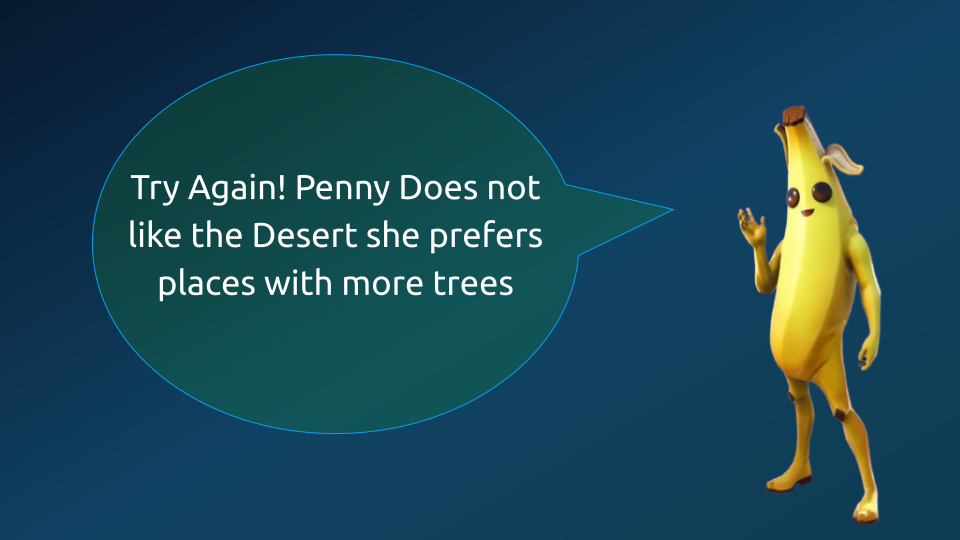 Try Again! Penny Does not
like the Desert she prefers
places with more trees